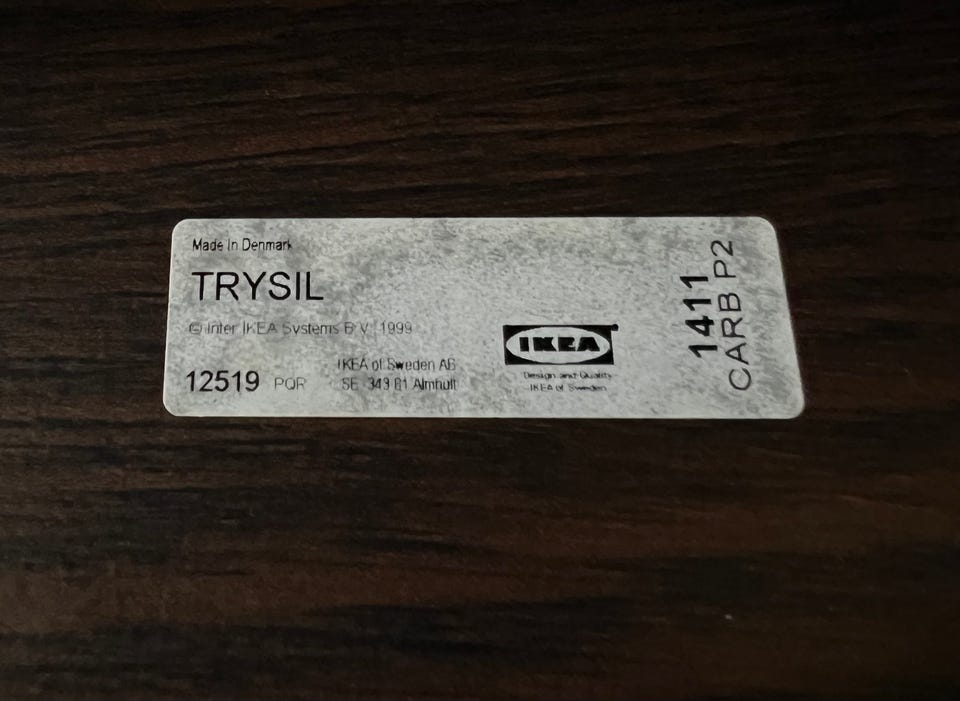 Made In Denmark
TRYSIL
© Inter IKEA Systems B.V. 1999
12519 PQR
IKEA of Sweden AB
SE 343 81 Älmhult
IKEA®
Design and Quality
IKEA of Sweden
1411
CARB P2